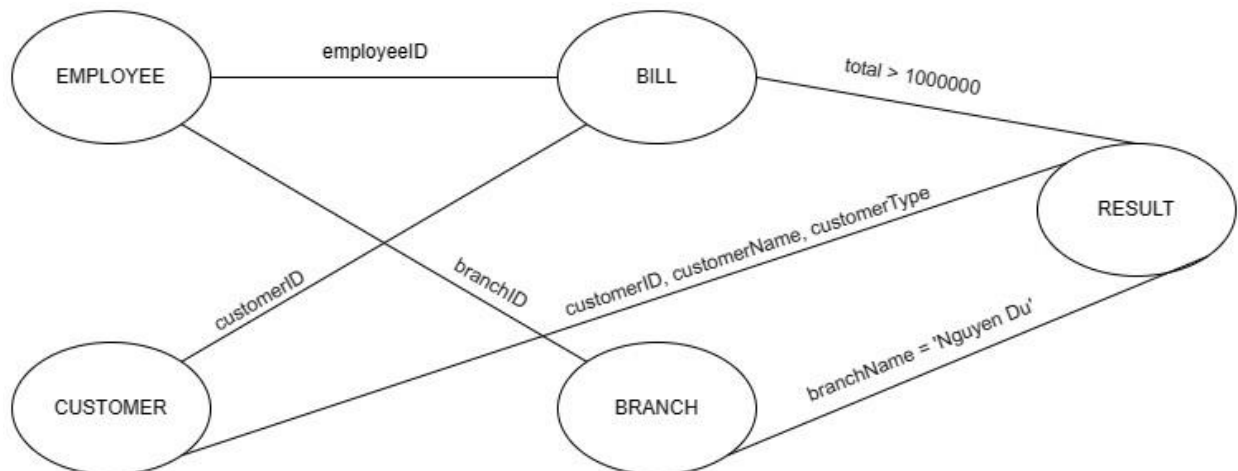 employeeID
EMPLOYEE
BILL
total > 1000000
RESULT
customerID, customerName, customerType
customerID
branchID
branchName = 'Nguyen Du'
CUSTOMER
BRANCH